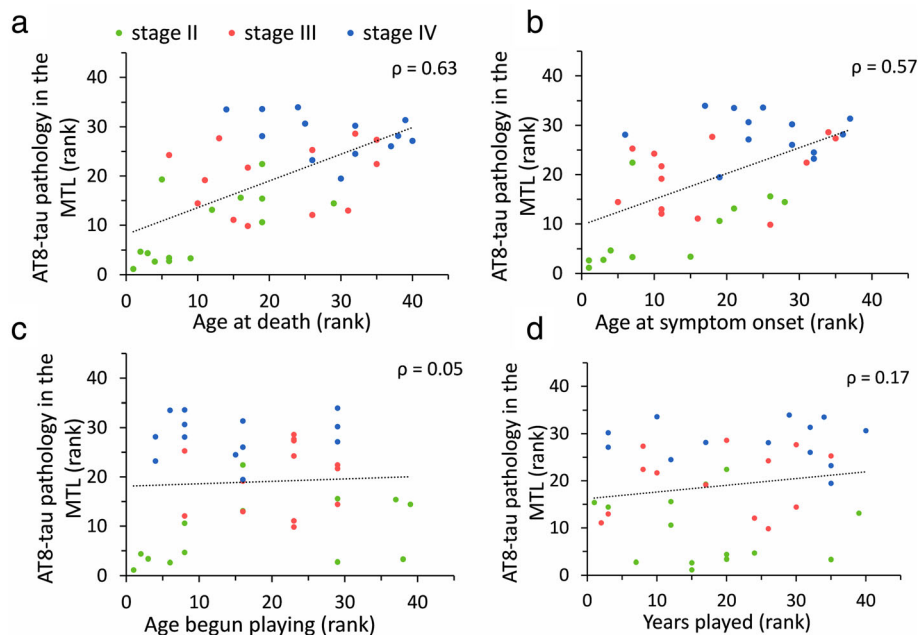 a
stage II
stage III
stage IV
ρ = 0.63
AT8-tau pathology in the
MTL (rank)
40
30
20
10
0
0
10
20
30
40
Age at death (rank)
b
ρ = 0.57
AT8-tau pathology in the
MTL (rank)
40
30
20
10
0
0
10
20
30
40
Age at symptom onset (rank)
c
ρ = 0.05
AT8-tau pathology in the
MTL (rank)
40
30
20
10
0
0
10
20
30
40
Age begun playing (rank)
d
ρ = 0.17
AT8-tau pathology in the
MTL (rank)
40
30
20
10
0
0
10
20
30
40
Years played (rank)